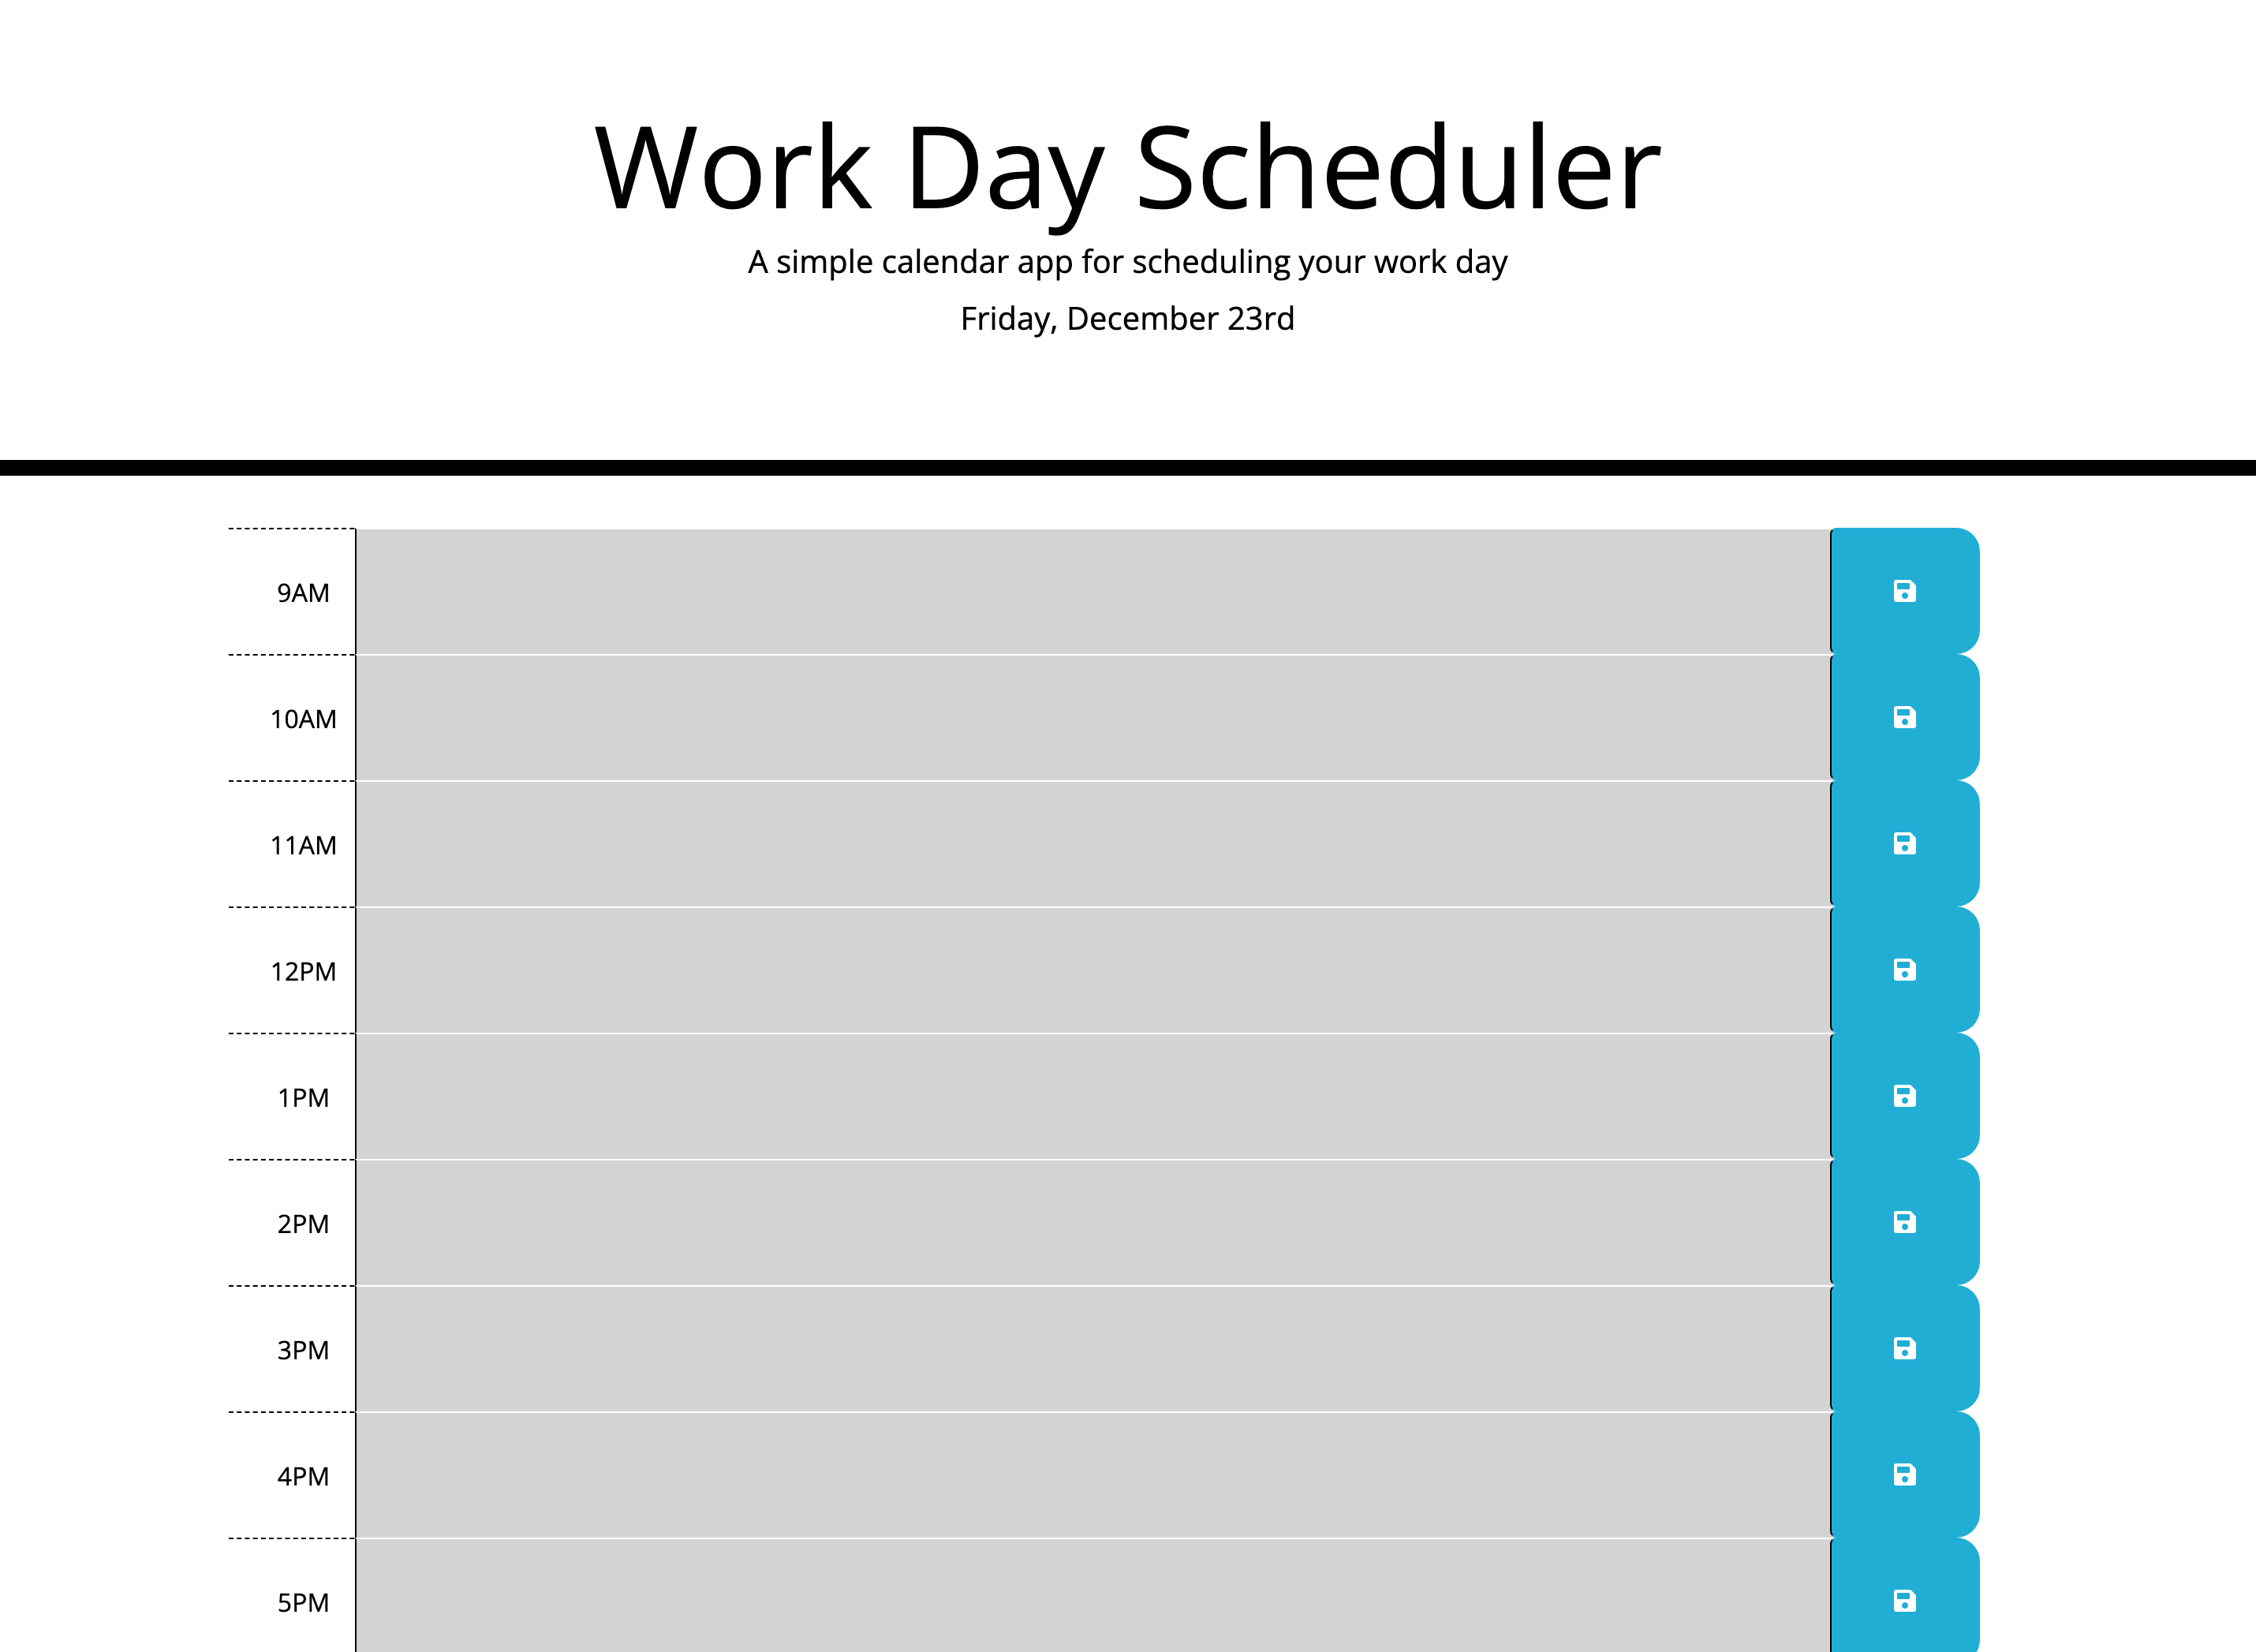 Work Day Scheduler
A simple calendar app for scheduling your work day
Friday, December 23rd
9AM
10AM
11AM
12PM
1PM
2PM
3PM
4PM
5PM